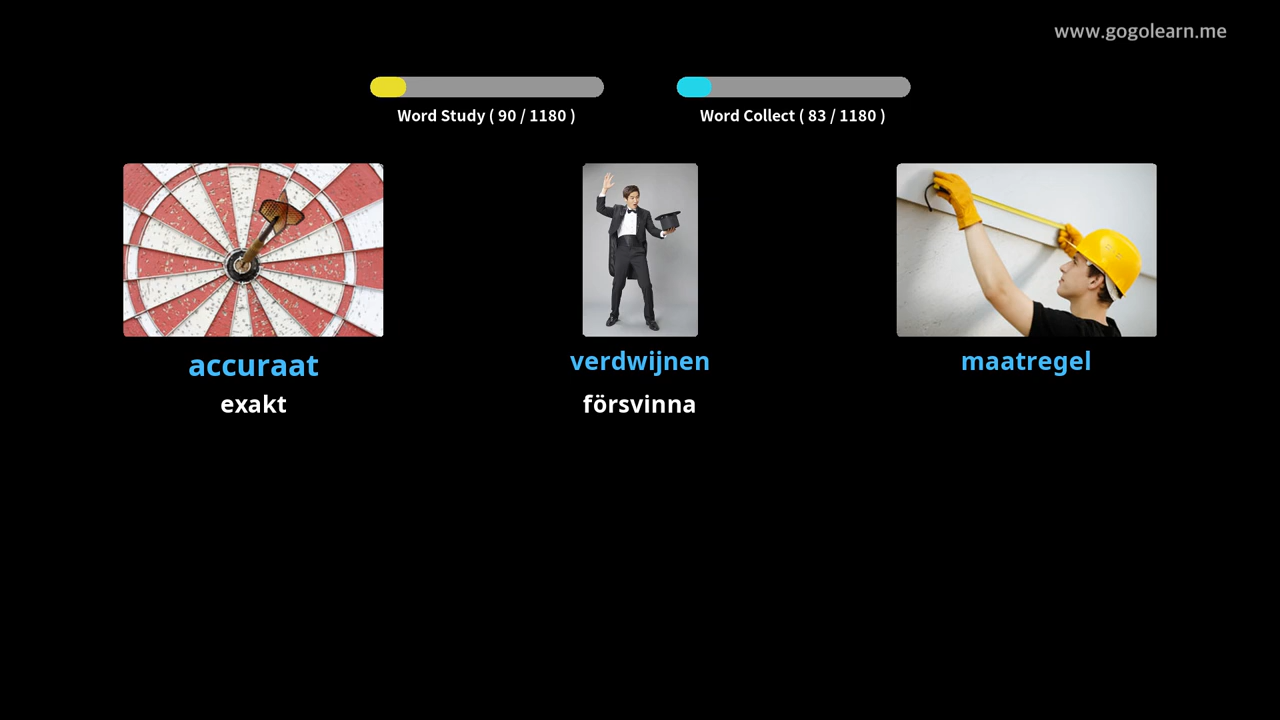 www.gogolearn.me
Word Study ( 90 / 1180 )
Word Collect ( 83 / 1180 )
accuraat
verdwijnen
maatregel
exakt
försvinna